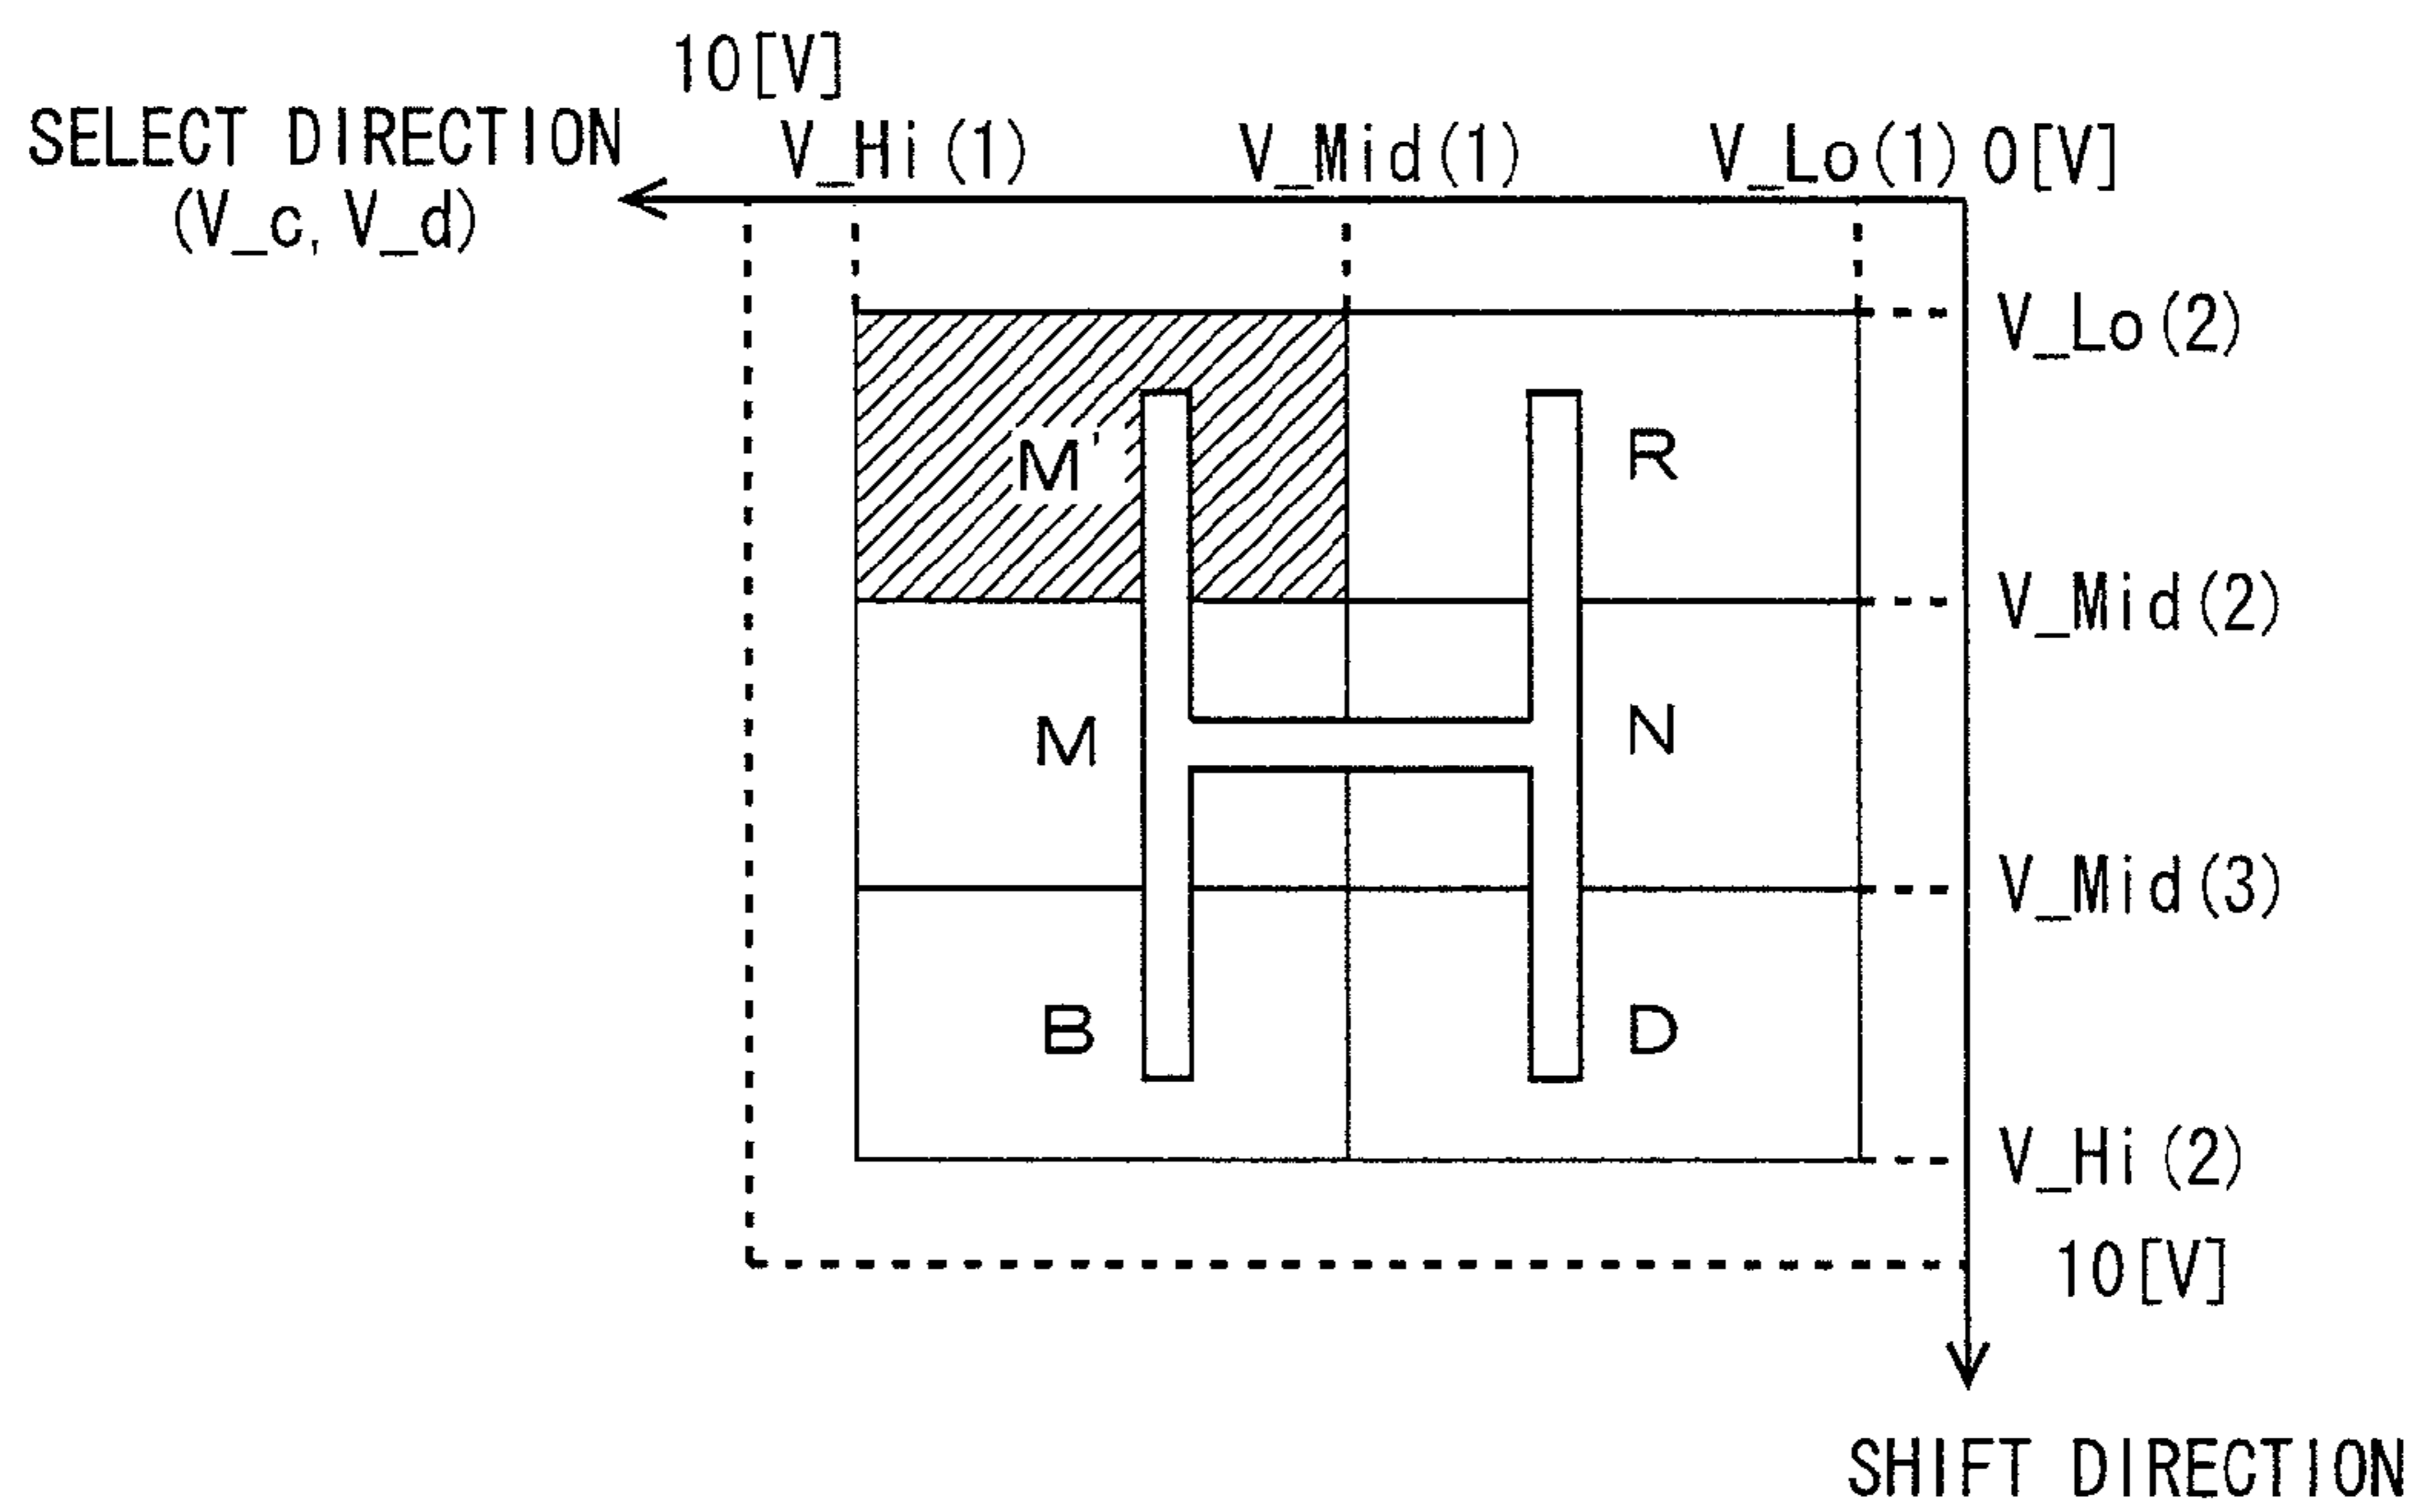 10[V]
SELECT DIRECTION
(V_c, V_d)
V_Hi(1)
V_Mid(1)
V_Lo(1) 0[V]
V_Lo(2)
M'
R
V_Mid(2)
M
N
V_Mid(3)
B
D
V_Hi(2)
10[V]
SHIFT DIRECTION